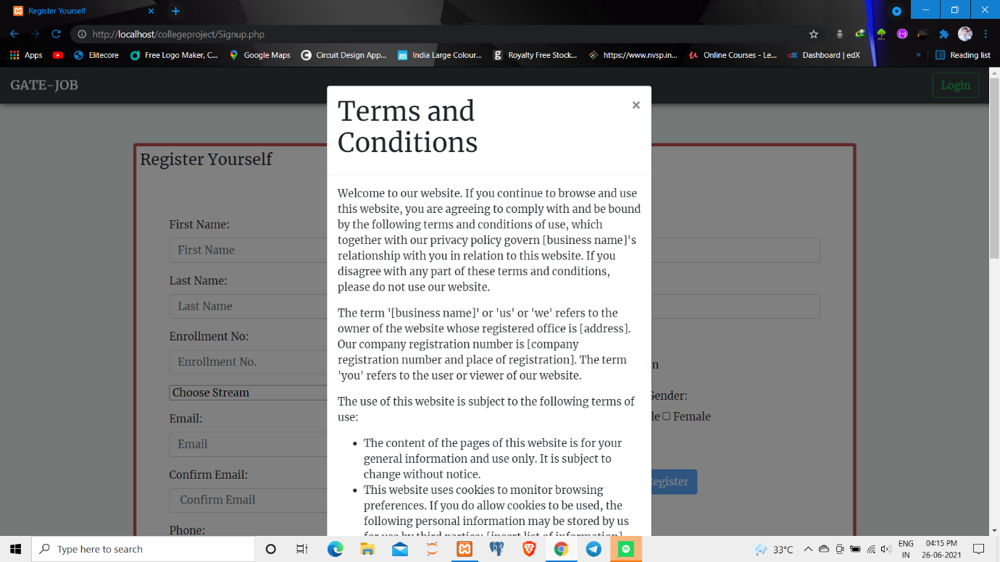 Register Yourself
http://localhost/collegeproject/Signup.php
Apps
Elitecore
Free Logo Maker, C...
Google Maps
Circuit Design App...
India Large Colour...
Royalty Free Stock...
https://www.nvsp.in...
Online Courses - Le...
Dashboard | edX
»
Reading list
GATE-JOB
Login
Register Yourself
First Name:
First Name
Last Name:
Last Name
Enrollment No:
Enrollment No.
Choose Stream
Email:
Email
Confirm Email:
Confirm Email
Phone:
Terms and
Conditions
×
Welcome to our website. If you continue to browse and use
this website, you are agreeing to comply with and be bound
by the following terms and conditions of use, which
together with our privacy policy govern [business name]'s
relationship with you in relation to this website. If you
disagree with any part of these terms and conditions,
please do not use our website.
The term '[business name]' or 'us' or 'we' refers to the
owner of the website whose registered office is [address].
Our company registration number is [company
registration number and place of registration]. The term
'you' refers to the user or viewer of our website.
The use of this website is subject to the following terms of
use:
• The content of the pages of this website is for your
general information and use only. It is subject to
change without notice.
• This website uses cookies to monitor browsing
preferences. If you do allow cookies to be used, the
following personal information may be stored by us
for use by third parties: [insert list of information]
n
Gender:
le Female
Register
Type here to search
33°C
ENG
IN
04:15 PM
26-06-2021